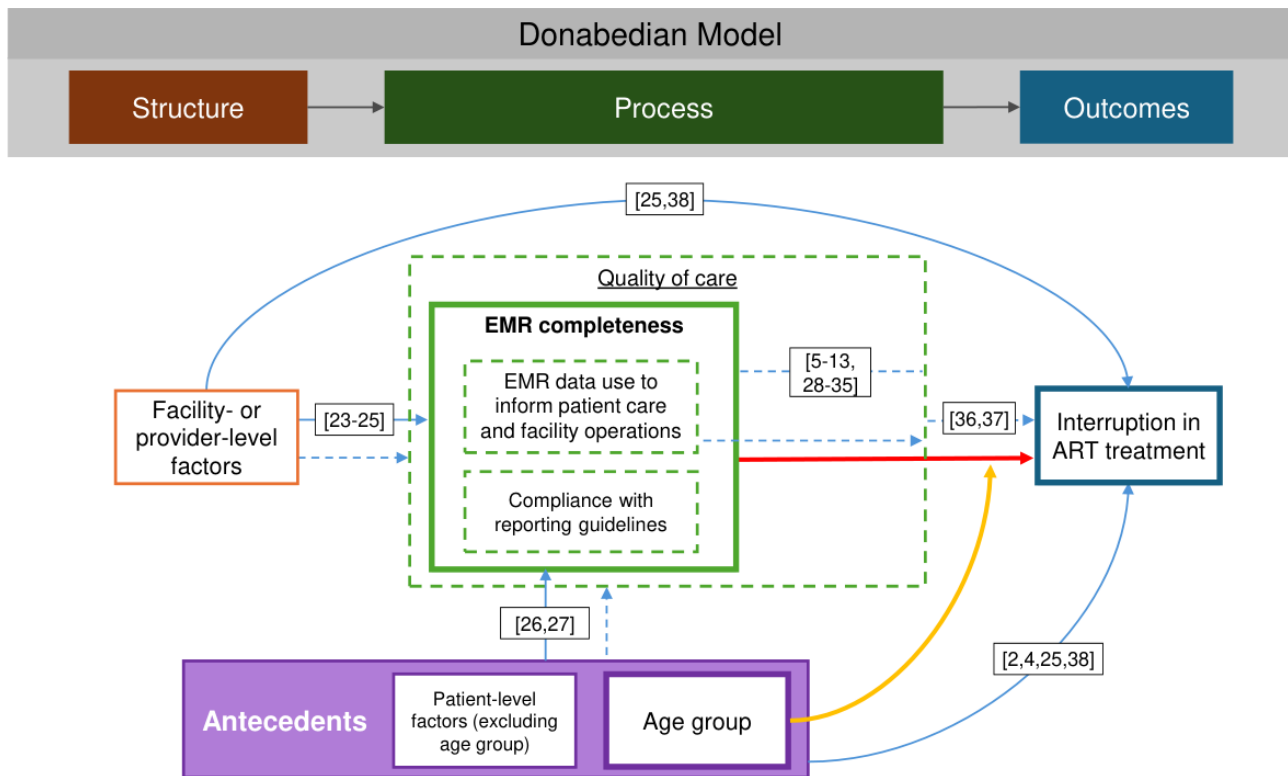 Donabedian Model
Structure
Process
Outcomes
[25,38]
Quality of care
EMR completeness
[5-13,
28-35]
EMR data use to
inform patient care
and facility operations
Facility- or
provider-level
factors
[23-25]
[36,37]
Interruption in
ART treatment
Compliance with
reporting guidelines
[26,27]
[2,4,25,38]
Antecedents
Patient-level
factors (excluding
age group)
Age group